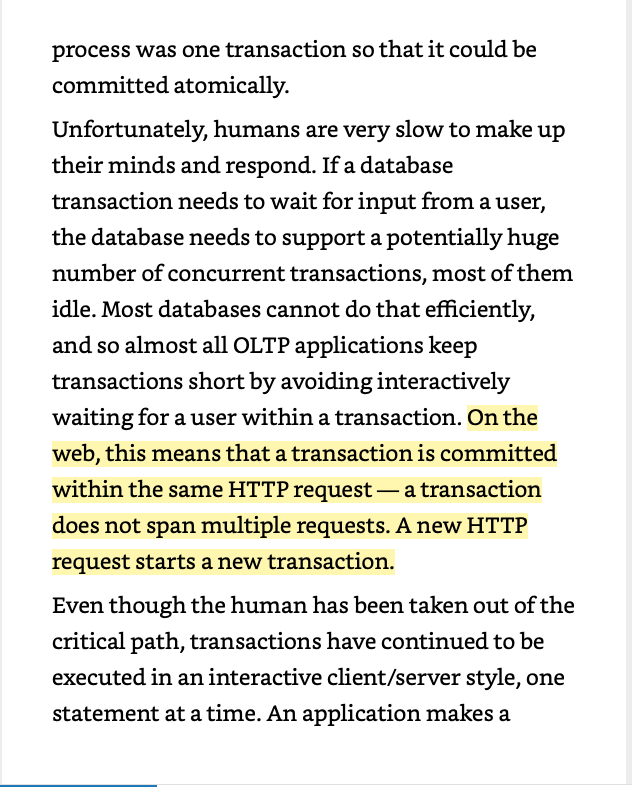 process was one transaction so that it could be
committed atomically.
Unfortunately, humans are very slow to make up
their minds and respond. If a database
transaction needs to wait for input from a user,
the database needs to support a potentially huge
number of concurrent transactions, most of them
idle. Most databases cannot do that efficiently,
and so almost all OLTP applications keep
transactions short by avoiding interactively
waiting for a user within a transaction. On the
web, this means that a transaction is committed
within the same HTTP request — a transaction
does not span multiple requests. A new HTTP
request starts a new transaction.
Even though the human has been taken out of the
critical path, transactions have continued to be
executed in an interactive client/server style, one
statement at a time. An application makes a